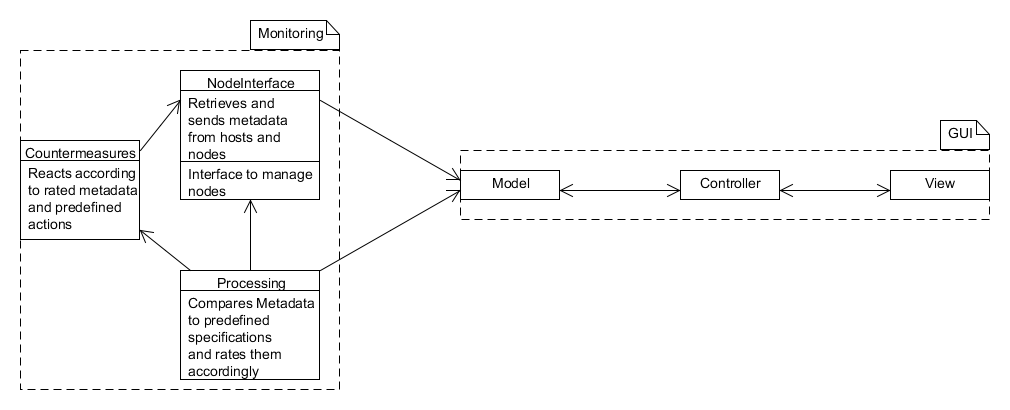 Monitoring
NodeInterface
Retrieves and
sends metadata
from hosts and
nodes
Interface to manage
nodes
Countermeasures
Reacts according
to rated metadata
and predefined
actions
Processing
Compares Metadata
to predefined
specifications
and rates them
accordingly
GUI
Model
Controller
View